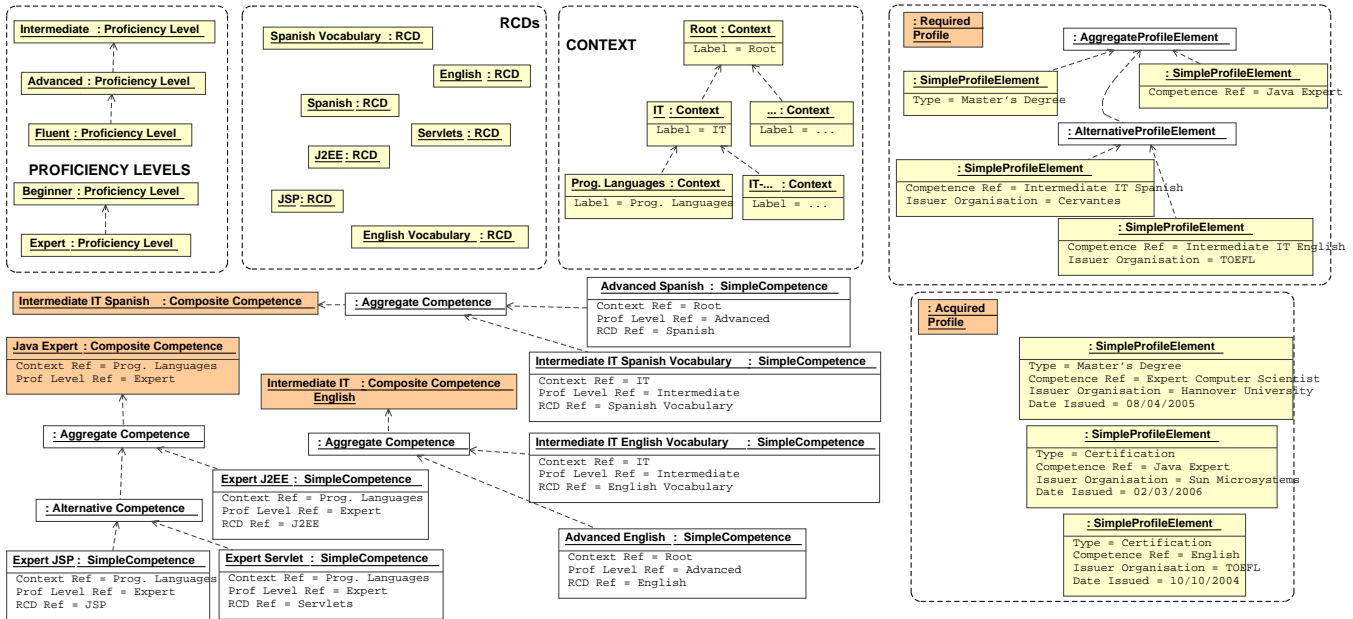 Intermediate : Proficiency Level
Advanced : Proficiency Level
Fluent : Proficiency Level
PROFICIENCY LEVELS
Beginner : Proficiency Level
Expert : Proficiency Level
RCDs
Spanish Vocabulary : RCD
English : RCD
Spanish : RCD
Servlets : RCD
J2EE : RCD
JSP: RCD
English Vocabulary : RCD
CONTEXT
Root : Context
Label = Root
IT : Context
Label = IT
... : Context
Label = ...
Prog. Languages : Context
Label = Prog. Languages
IT-... : Context
Label = ...
: Required
Profile
: AggregateProfileElement
: SimpleProfileElement
Type = Master's Degree
: SimpleProfileElement
Competence Ref = Java Expert
: AlternativeProfileElement
: SimpleProfileElement
Competence Ref = Intermediate IT Spanish
Issuer Organisation = Cervantes
: SimpleProfileElement
Competence Ref = Intermediate IT English
Issuer Organisation = TOEFL
Intermediate IT Spanish : Composite Competence
: Aggregate Competence
Advanced Spanish : SimpleCompetence
Context Ref = Root
Prof Level Ref = Advanced
RCD Ref = Spanish
Intermediate IT Spanish Vocabulary : SimpleCompetence
Context Ref = IT
Prof Level Ref = Intermediate
RCD Ref = Spanish Vocabulary
Java Expert : Composite Competence
Context Ref = Prog. Languages
Prof Level Ref = Expert
Intermediate IT : Composite Competence
English
: Aggregate Competence
: Aggregate Competence
Intermediate IT English Vocabulary : SimpleCompetence
Context Ref = IT
Prof Level Ref = Intermediate
RCD Ref = English Vocabulary
Expert J2EE : SimpleCompetence
Context Ref = Prog. Languages
Prof Level Ref = Expert
RCD Ref = J2EE
: Alternative Competence
Advanced English : SimpleCompetence
Context Ref = Root
Prof Level Ref = Advanced
RCD Ref = English
Expert JSP : SimpleCompetence
Context Ref = Prog. Languages
Prof Level Ref = Expert
RCD Ref = JSP
Expert Servlet : SimpleCompetence
Context Ref = Prog. Languages
Prof Level Ref = Expert
RCD Ref = Servlets
: Acquired
Profile
: SimpleProfileElement
Type = Master's Degree
Competence Ref = Expert Computer Scientist
Issuer Organisation = Hannover University
Date Issued = 08/04/2005
: SimpleProfileElement
Type = Certification
Competence Ref = Java Expert
Issuer Organisation = Sun Microsystems
Date Issued = 02/03/2006
: SimpleProfileElement
Type = Certification
Competence Ref = English
Issuer Organisation = TOEFL
Date Issued = 10/10/2004